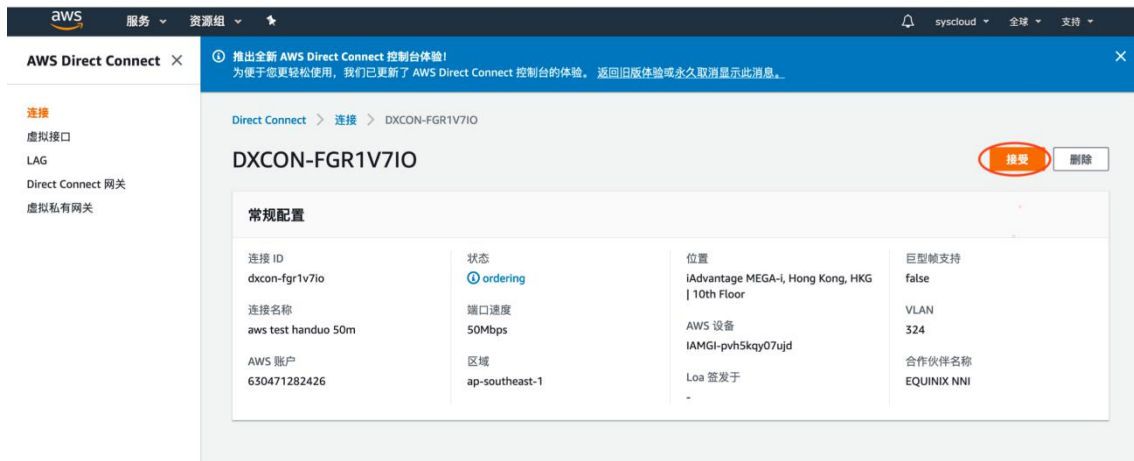 aws
服务
资源组
syscloud
全球
支持
AWS Direct Connect
推出全新 AWS Direct Connect 控制台体验!
为便于您更轻松使用，我们已更新了 AWS Direct Connect 控制台的体验。 返回旧版体验或永久取消显示此消息。
连接
虚拟接口
LAG
Direct Connect 网关
虚拟私有网关
Direct Connect > 连接 > DXCON-FGR1V7IO
DXCON-FGR1V7IO
接受
删除
常规配置
连接 ID
dxcon-fgr1v7io
连接名称
aws test handuo 50m
AWS 账户
630471282426
状态
ordering
端口速度
50Mbps
区域
ap-southeast-1
位置
iAdvantage MEGA-i, Hong Kong, HKG
| 10th Floor
AWS 设备
IAMGI-pvh5kqy07ujd
Loa 签发于
-
巨型帧支持
false
VLAN
324
合作伙伴名称
EQUINIX NNI